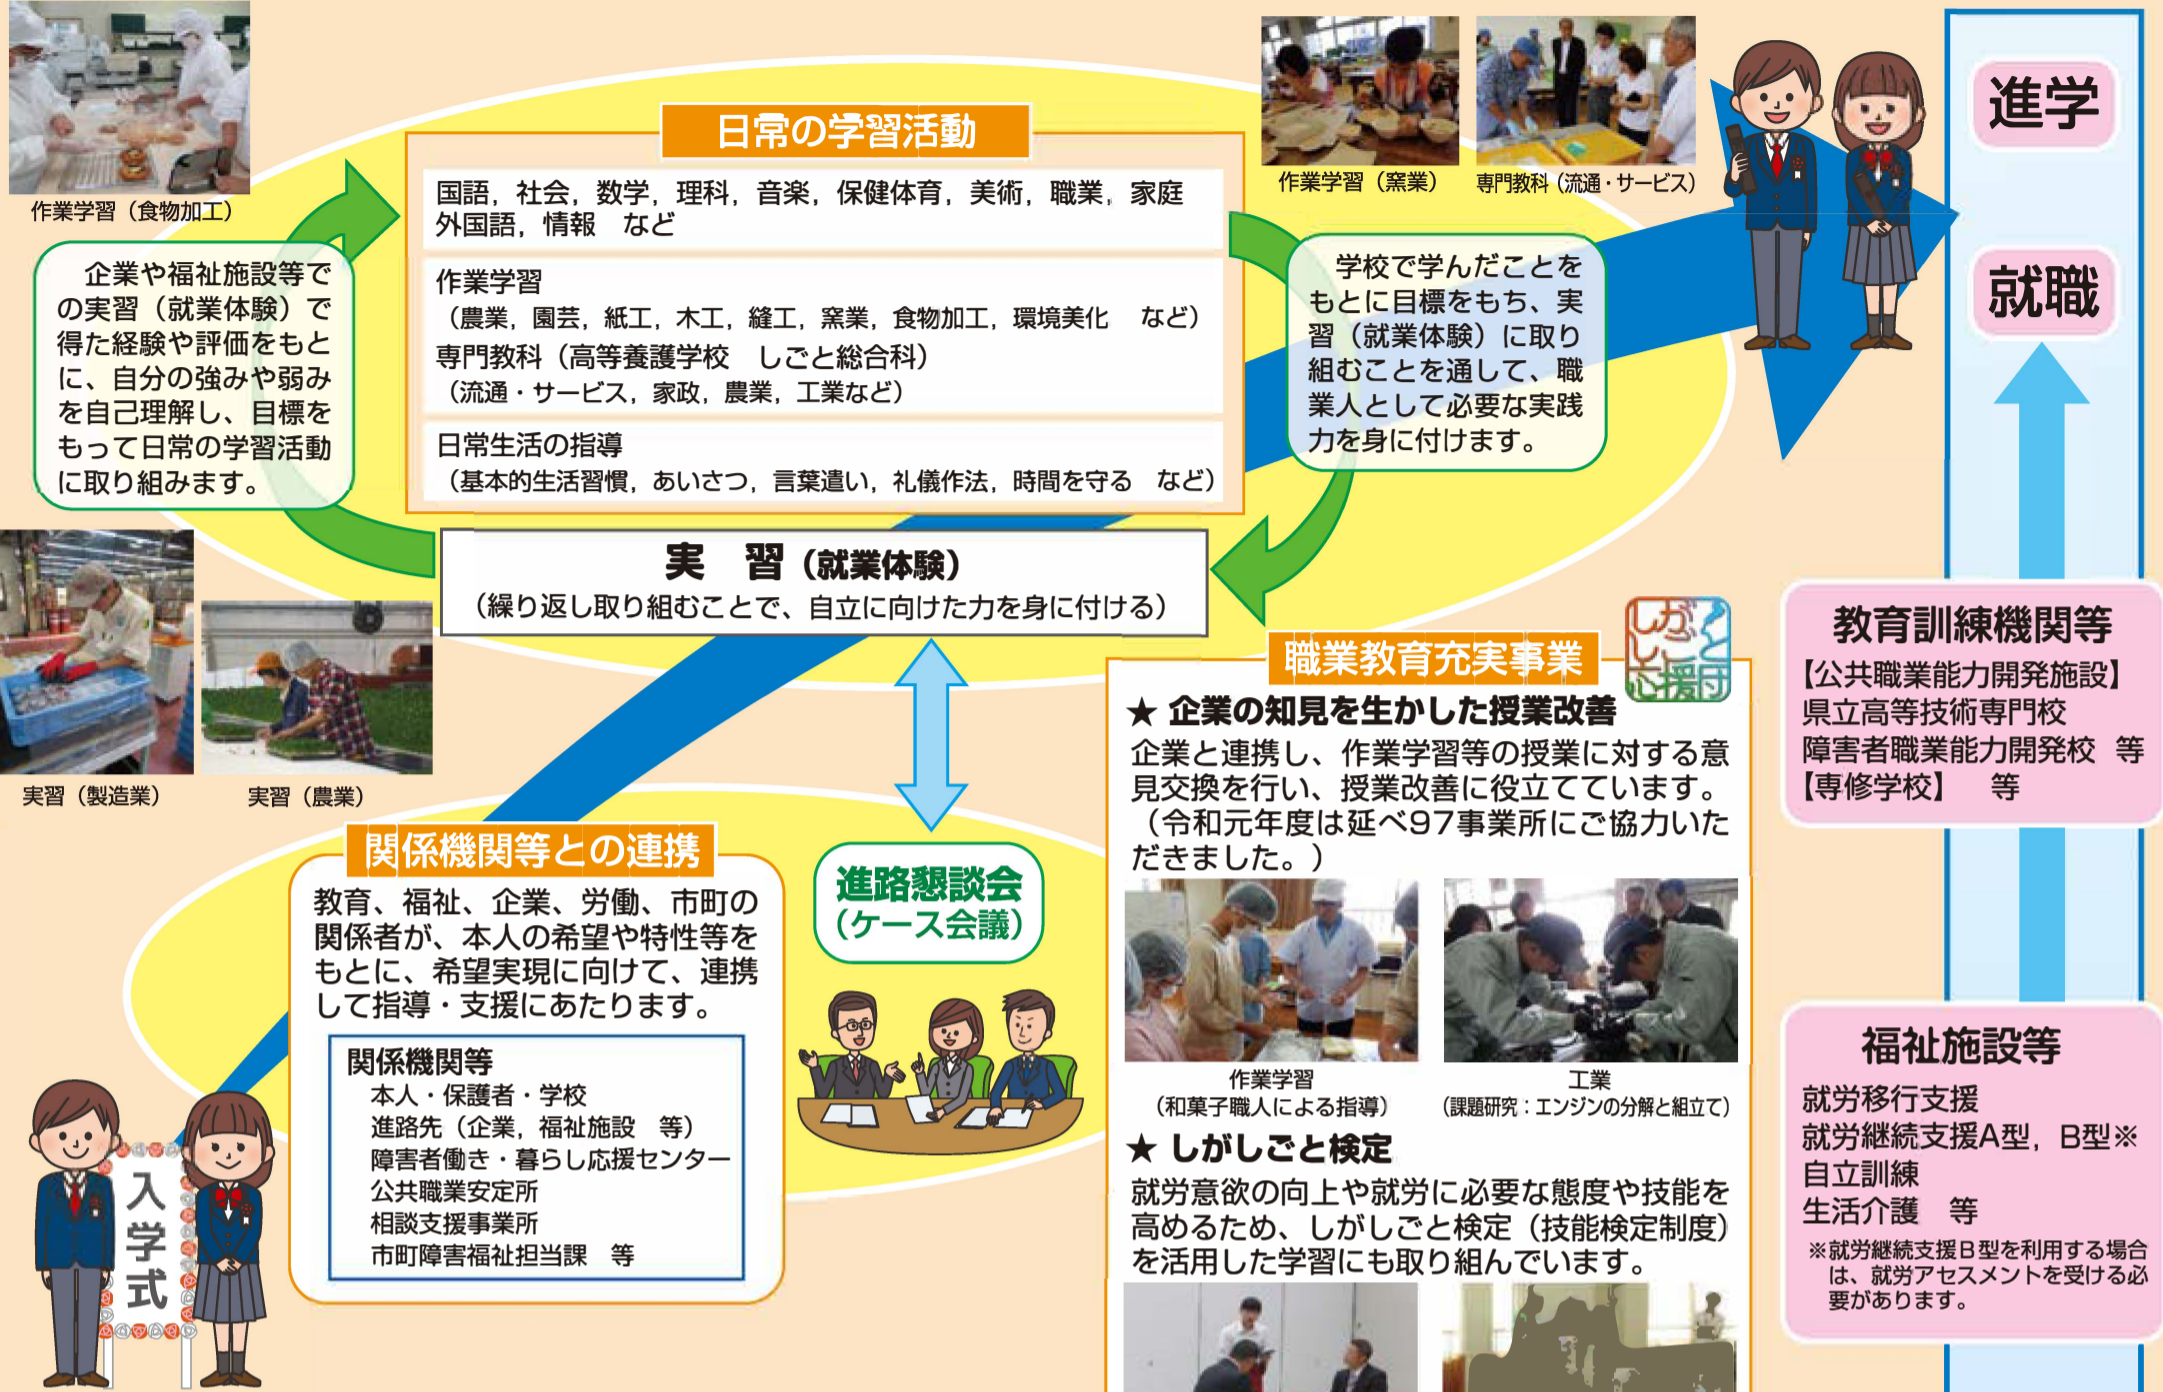 作業学習（食物加工）
企業や福祉施設等で
の実習（就業体験）で
得た経験や評価をもと
に、自分の強みや弱み
を自己理解し、目標を
もって日常の学習活動
に取り組みます。
日常の学習活動
国語，社会，数学，理科，音楽，保健体育，美術，職業，家庭
外国語，情報　など
作業学習
（農業，園芸，紙工，木工，縫工，窯業，食物加工，環境美化　など）
専門教科（高等養護学校　しごと総合科）
（流通・サービス，家政，農業，工業など）
日常生活の指導
（基本的生活習慣，あいさつ，言葉遣い，礼儀作法，時間を守る　など）
作業学習（窯業）
専門教科（流通・サービス）
学校で学んだことを
もとに目標をもち、実
習（就業体験）に取り
組むことを通して、職
業人として必要な実践
力を身に付けます。
実　習（就業体験）
（繰り返し取り組むことで、自立に向けた力を身に付ける）
実習（製造業）
実習（農業）
関係機関等との連携
教育、福祉、企業、労働、市町の
関係者が、本人の希望や特性等を
もとに、希望実現に向けて、連携
して指導・支援にあたります。
関係機関等
本人・保護者・学校
進路先（企業，福祉施設　等）
障害者働き・暮らし応援センター
公共職業安定所
相談支援事業所
市町障害福祉担当課　等
入学式
進路懇談会
（ケース会議）
職業教育充実事業
しがしごと応援団
★ 企業の知見を生かした授業改善
企業と連携し、作業学習等の授業に対する意
見交換を行い、授業改善に役立てています。
（令和元年度は延べ97事業所にご協力いた
だきました。）
作業学習
（和菓子職人による指導）
工業
（課題研究：エンジンの分解と組立て）
★ しがしごと検定
就労意欲の向上や就労に必要な態度や技能を
高めるため、しがしごと検定（技能検定制度）
を活用した学習にも取り組んでいます。
進学
就職
教育訓練機関等
【公共職業能力開発施設】
県立高等技術専門校
障害者職業能力開発校　等
【専修学校】　等
福祉施設等
就労移行支援
就労継続支援A型，B型※
自立訓練
生活介護　等
※就労継続支援B型を利用する場合
は、就労アセスメントを受ける必
要があります。